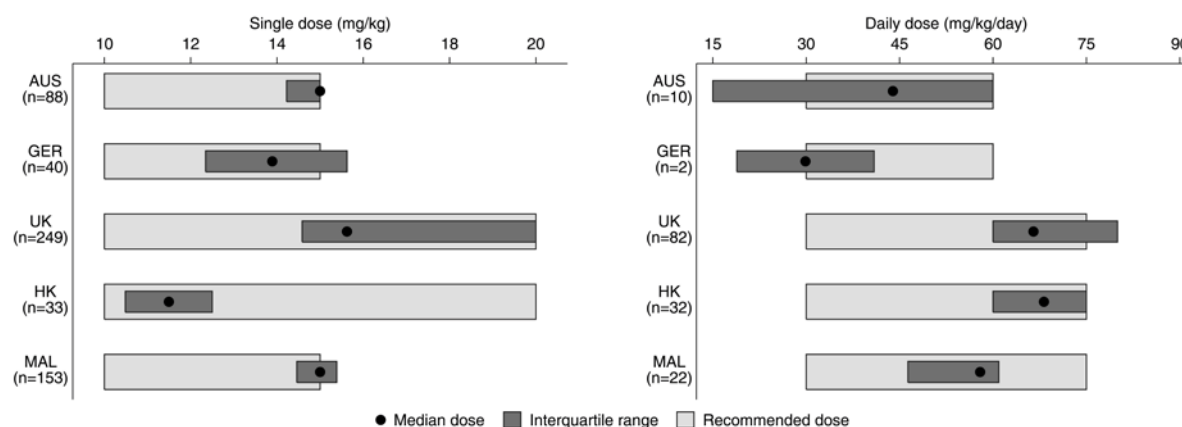 Single dose (mg/kg)
10 12 14 16 18 20
AUS
(n=88)
GER
(n=40)
UK
(n=249)
HK
(n=33)
MAL
(n=153)
Daily dose (mg/kg/day)
15 30 45 60 75 90
AUS
(n=10)
GER
(n=2)
UK
(n=82)
HK
(n=32)
MAL
(n=22)
Median dose Interquartile range Recommended dose